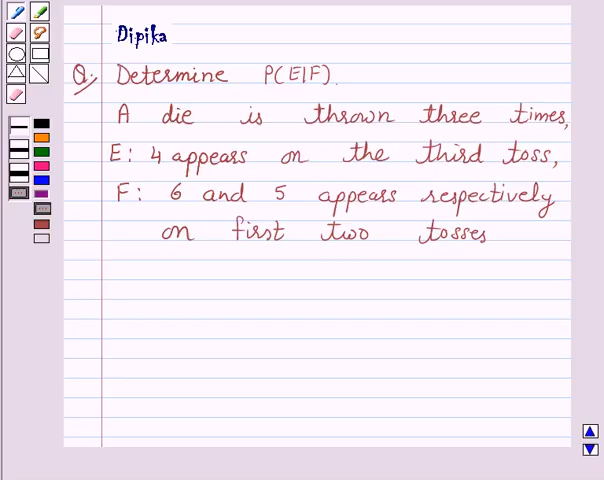 Dipika
Q. Determine P(E|F).
A die is thrown three times,
E: 4 appears on the third toss,
F: 6 and 5 appears respectively
on first two tosses